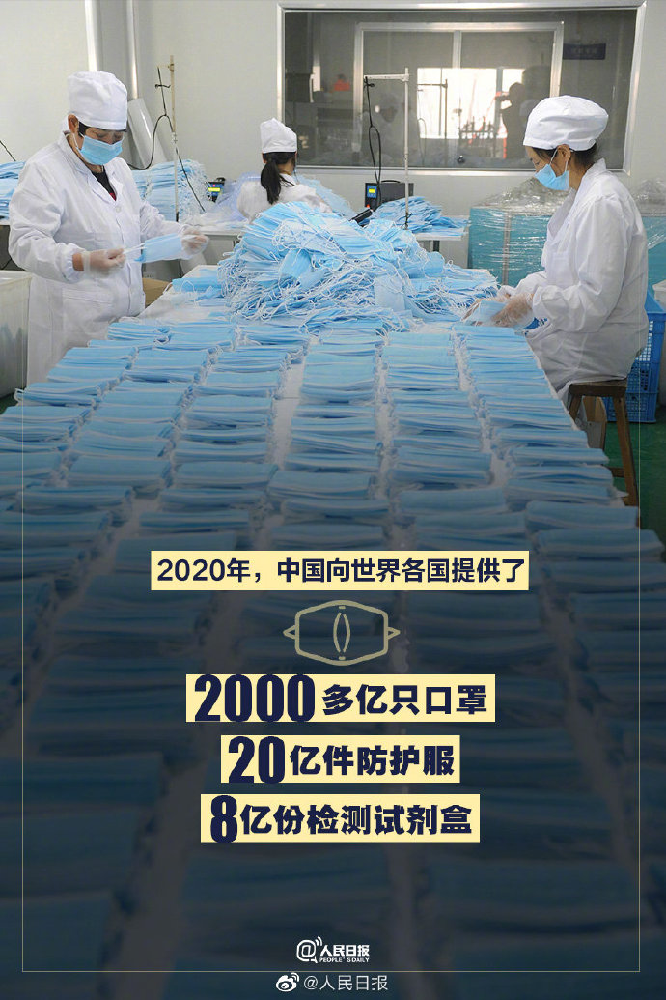 2020年，中国向世界各国提供了
2000多亿只口罩
20亿件防护服
8亿份检测试剂盒
@人民日报
PEOPLE'S DAILY
@人民日报